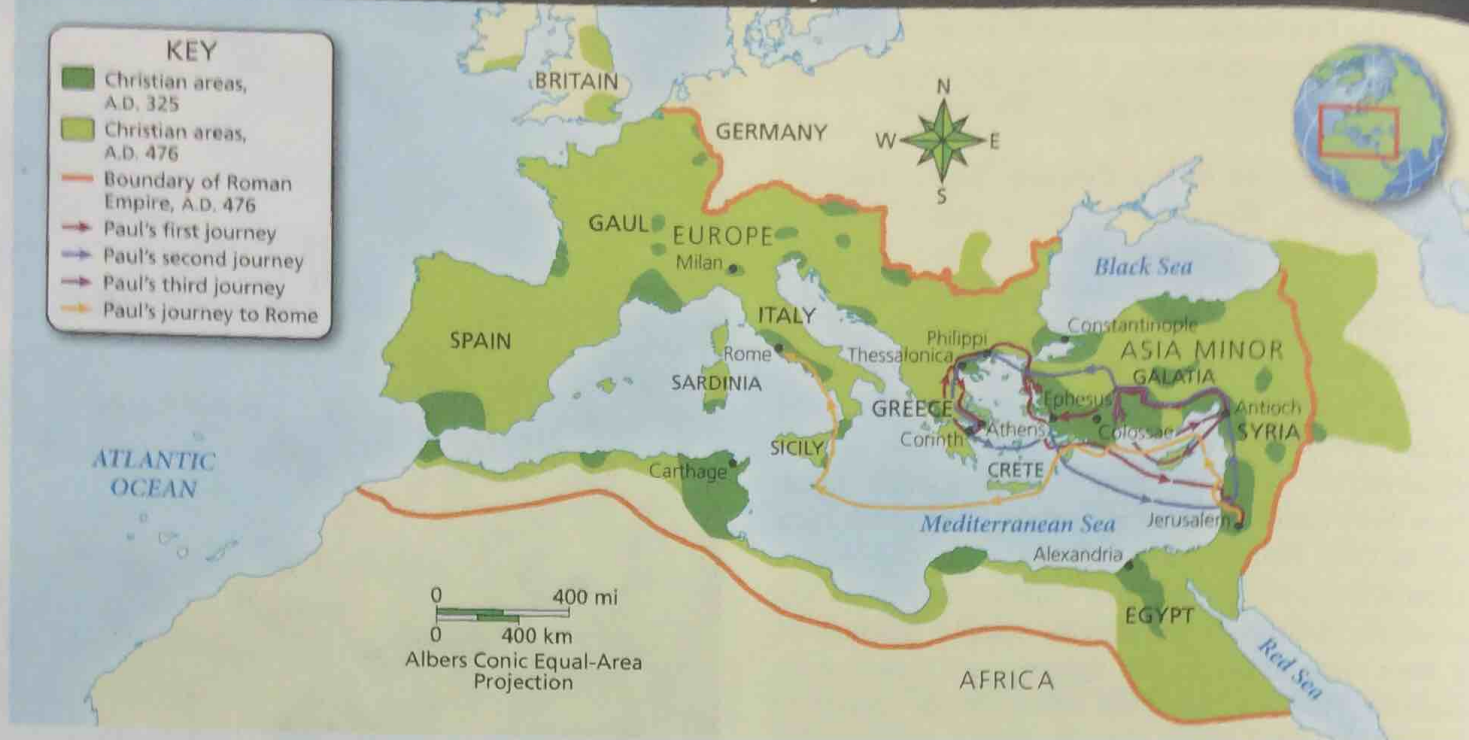 KEY
Christian areas,
A.D. 325
Christian areas,
A.D. 476
Boundary of Roman
Empire, A.D. 476
Paul's first journey
Paul's second journey
Paul's third journey
Paul's journey to Rome
BRITAIN
GERMANY
N
W
E
S
GAUL
EUROPE
Milan
Black Sea
SPAIN
ITALY
Rome
SARDINIA
Philippi
Thessalonica
Constantinople
ASIA MINOR
GALATIA
GREECE
Ephesus
Antioch
Corinth
Athens
Colossae
SYRIA
SICILY
CRETE
Carthage
ATLANTIC
OCEAN
Mediterranean Sea
Jerusalem
Alexandria
EGYPT
0
400 mi
0
400 km
Albers Conic Equal-Area
Projection
AFRICA
Red Sea